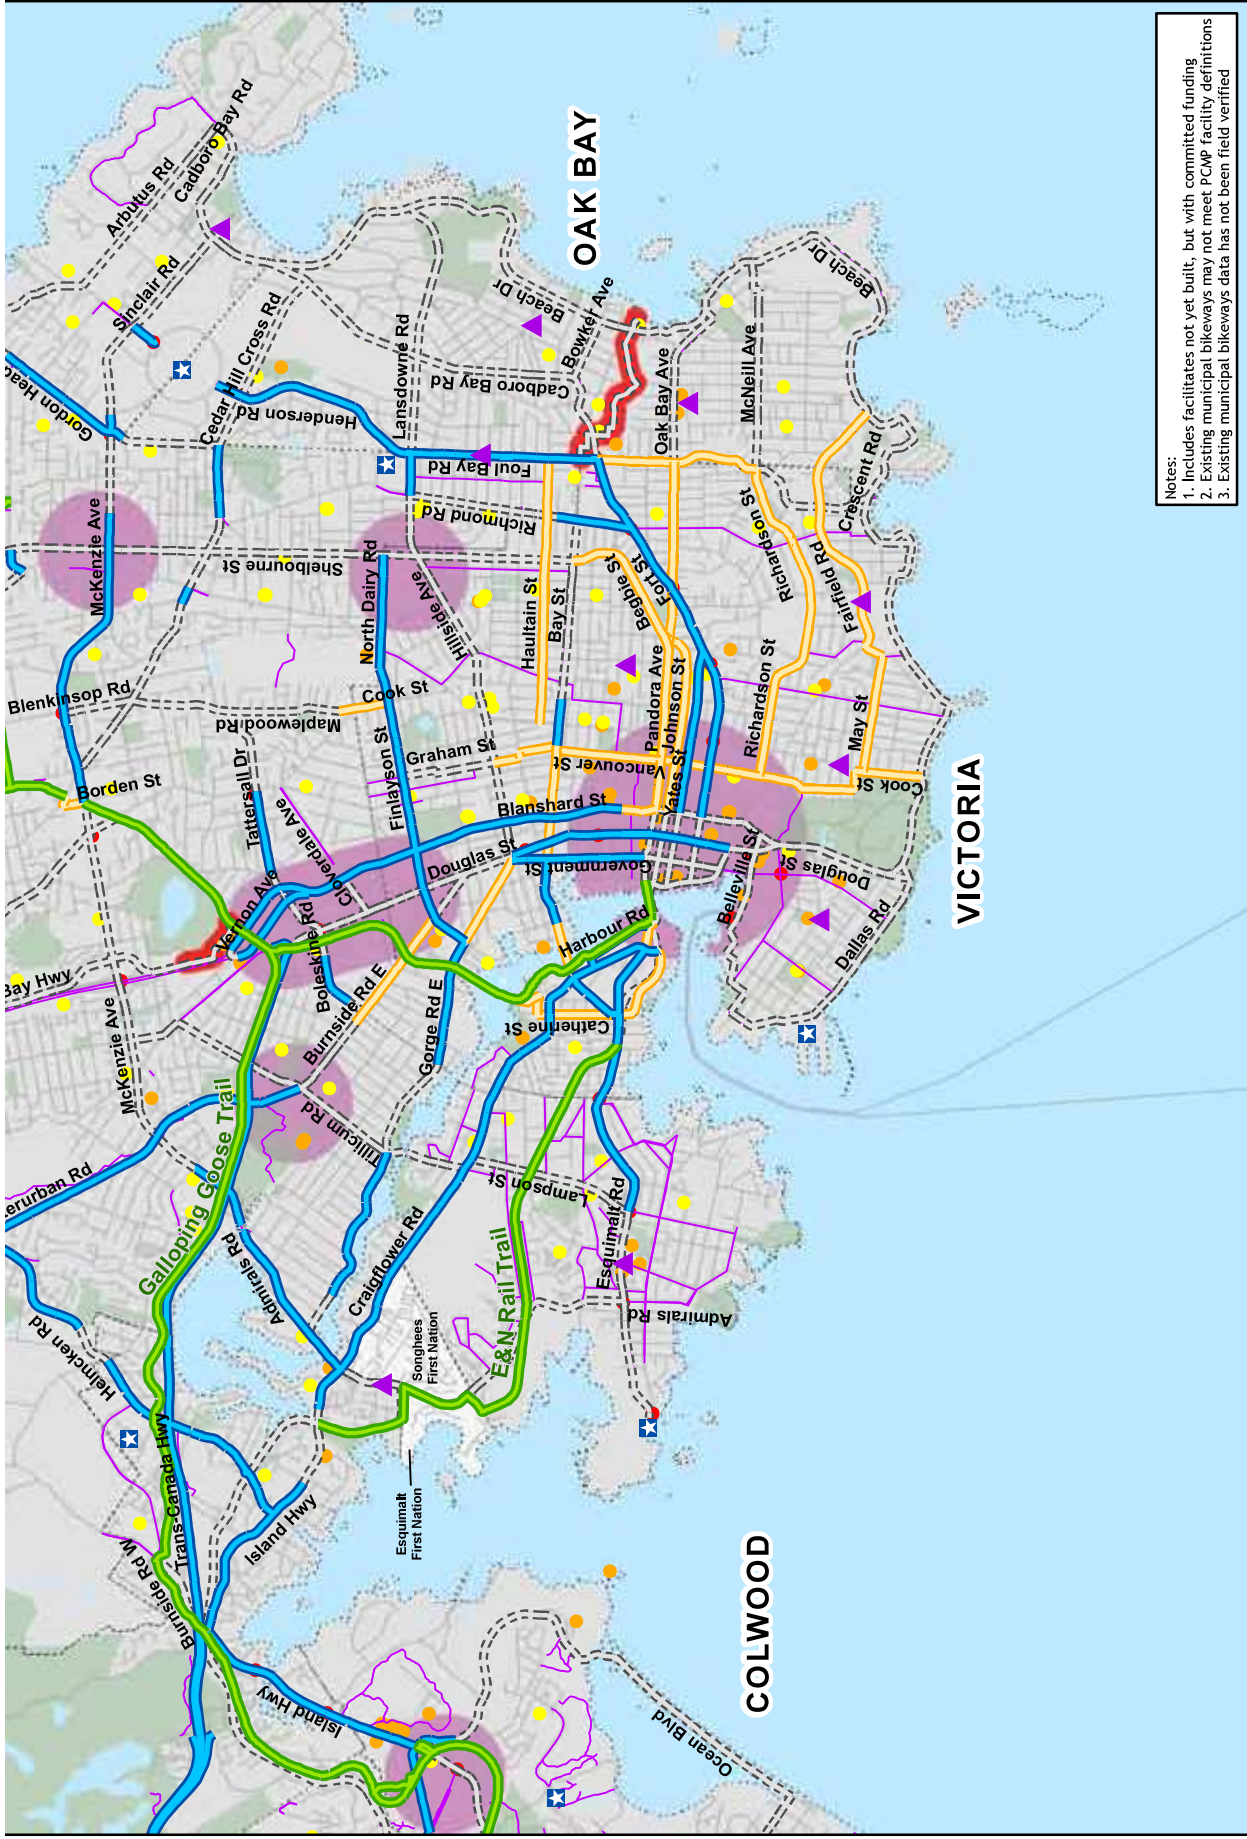 Ocean Blvd
COLWOOD
Island Hwy
Burnside Rd W
Trans-Canada Hwy
Island Hwy
Helmcken Rd
Esquimalt
First Nation
Songhees
First Nation
Admirals Rd
Craigflower Rd
Galloping Goose Trail
E&N Rail Trail
Esquimalt Rd
Admirals Rd
Lampson St
Tillicum Rd
erurban Rd
McKenzie Ave
Burnside Rd E
Gorge Rd E
Boleskine Rd
Catherine St
Harbour Rd
Bay Hwy
Vernon Ave
Cloverdale Ave
Tattersall Dr
Douglas St
Blanshard St
Government St
Belleville St
Douglas St
Dallas Rd
VICTORIA
Borden St
Blenkinsop Rd
Maplewood Rd
Cook St
Finlayson St
Graham St
Vancouver St
Yates St
Johnson St
Pandora Ave
Richardson St
May St
Cook St
McKenzie Ave
Shelbourne St
North Dairy Rd
Hillside Ave
Haultain St
Bay St
Begbie St
Fort St
Richardson St
Fairfield Rd
Crescent Rd
Richmond Rd
Foul Bay Rd
Lansdowne Rd
Henderson Rd
Cedar Hill Cross Rd
Gordon Head
Sinclair Rd
Arbutus Rd
Cadboro Bay Rd
Cadboro Bay Rd
Beach Dr
Bowker Ave
Oak Bay Ave
McNeill Ave
Beach Dr
OAK BAY
Notes:
1. Includes facilitates not yet built, but with committed funding
2. Existing municipal bikeways may not meet PCMP facility definitions
3. Existing municipal bikeways data has not been field verified